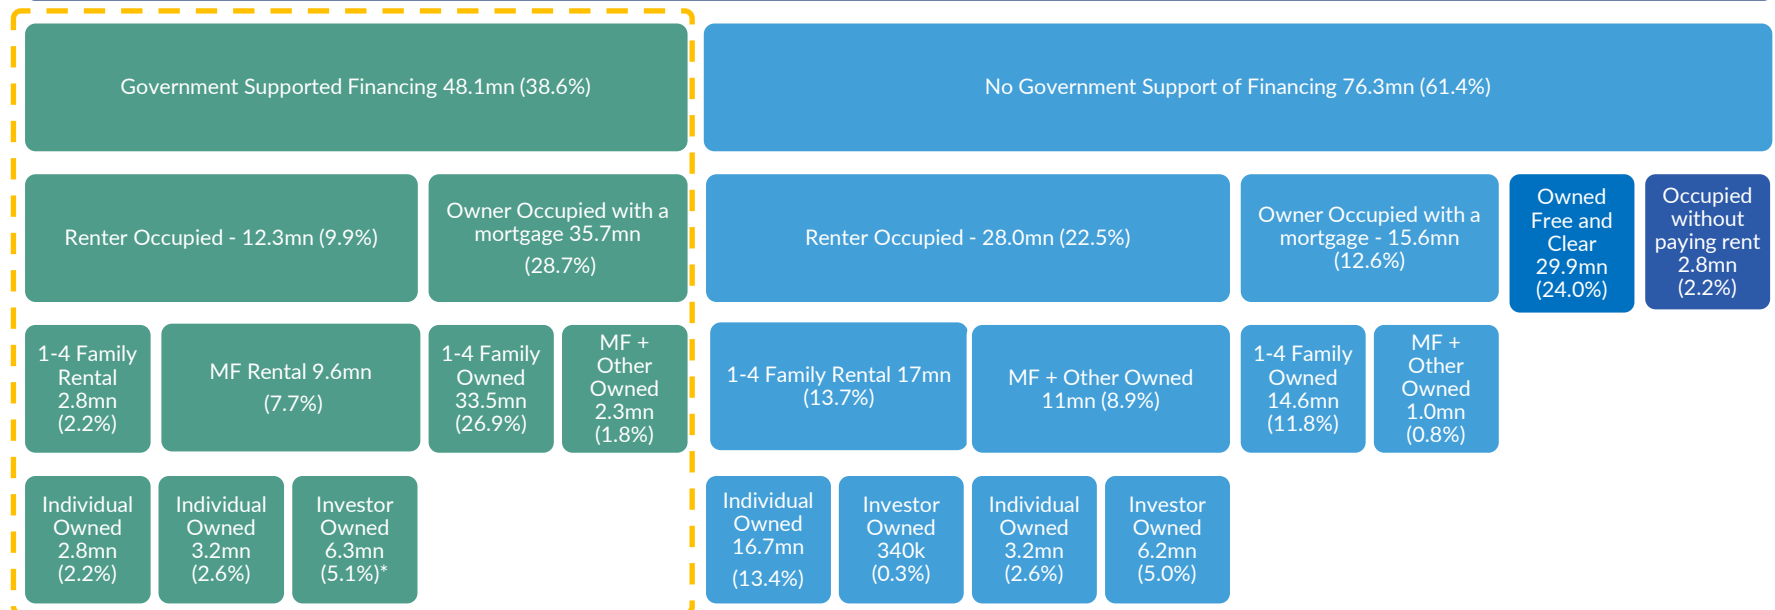 Government Supported Financing 48.1mn (38.6%)
No Government Support of Financing 76.3mn (61.4%)
Renter Occupied - 12.3mn (9.9%)
Owner Occupied with a
mortgage 35.7mn
(28.7%)
Renter Occupied - 28.0mn (22.5%)
Owner Occupied with a
mortgage - 15.6mn
(12.6%)
Owned
Free and
Clear
29.9mn
(24.0%)
Occupied
without
paying rent
2.8mn
(2.2%)
1-4 Family
Rental
2.8mn
(2.2%)
MF Rental 9.6mn
(7.7%)
1-4 Family
Owned
33.5mn
(26.9%)
MF +
Other
Owned
2.3mn
(1.8%)
1-4 Family Rental 17mn
(13.7%)
MF + Other Owned
11mn (8.9%)
1-4 Family
Owned
14.6mn
(11.8%)
MF +
Other
Owned
1.0mn
(0.8%)
Individual
Owned
2.8mn
(2.2%)
Individual
Owned
3.2mn
(2.6%)
Investor
Owned
6.3mn
(5.1%)*
Individual
Owned
16.7mn
(13.4%)
Investor
Owned
340k
(0.3%)
Individual
Owned
3.2mn
(2.6%)
Investor
Owned
6.2mn
(5.0%)